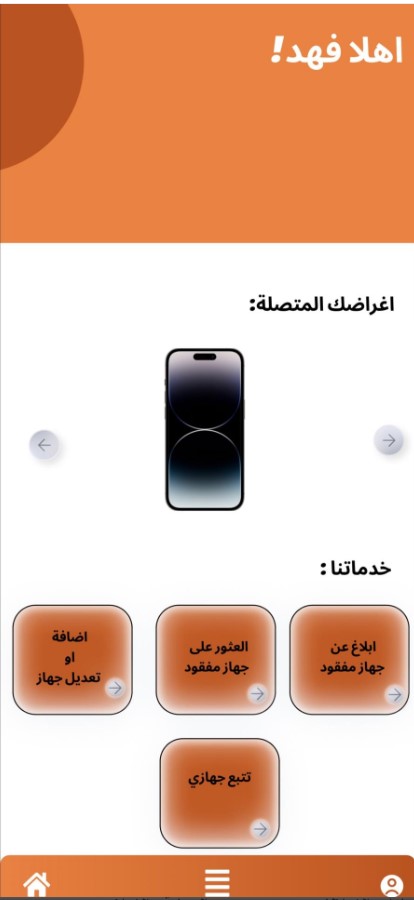 اهلا فهد!
اغراضك المتصلة:
خدماتنا :
ابلاغ عن
جهاز مفقود
العثور على
جهاز مفقود
اضافة
او
تعديل جهاز
تتبع جهازي